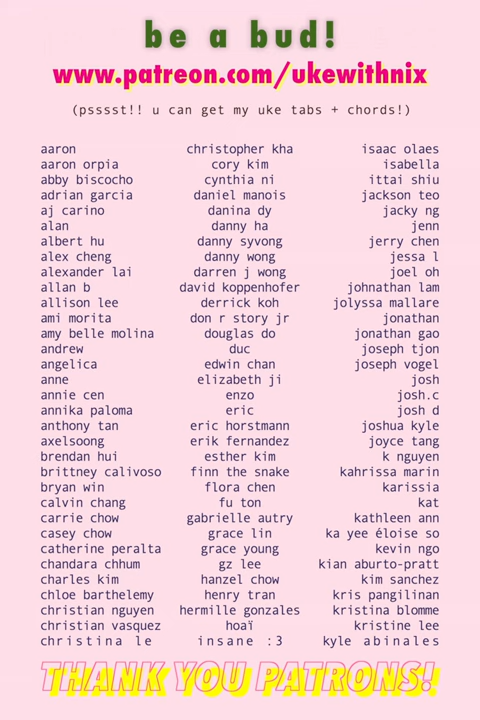 be a bud!
www.patreon.com/ukewithnix
(psssst!! u can get my uke tabs + chords!)
aaron
aaron orpia
abby biscocho
adrian garcia
aj carino
alan
albert hu
alex cheng
alexander lai
allan b
allison lee
ami morita
amy belle molina
andrew
angelica
anne
annie cen
annika paloma
anthony tan
axelsoong
brendan hui
brittney calivoso
bryan win
calvin chang
carrie chow
casey chow
catherine peralta
chandara chhum
charles kim
chloe barthelemy
christian nguyen
christian vasquez
christina le
christopher kha
cory kim
cynthia ni
daniel manois
danina dy
danny ha
danny syvong
danny wong
darren j wong
david koppenhofer
derrick koh
don r story jr
douglas do
duc
edwin chan
elizabeth ji
enzo
eric
eric horstmann
erik fernandez
esther kim
finn the snake
flora chen
fu ton
gabrielle autry
grace lin
grace young
gz lee
hanzel chow
henry tran
hermille gonzales
hoaï
insane :3
isaac olaes
isabella
ittai shiu
jackson teo
jacky ng
jenn
jerry chen
jessa l
joel oh
johnathan lam
jolyssa mallare
jonathan
jonathan gao
joseph tjon
joseph vogel
josh
josh.c
josh d
joshua kyle
joyce tang
k nguyen
kahrissa marin
karissia
kat
kathleen ann
ka yee éloise so
kevin ngo
kian aburto-pratt
kim sanchez
kris pangilinan
kristina blomme
kristine lee
kyle abinales
THANK YOU PATRONS!